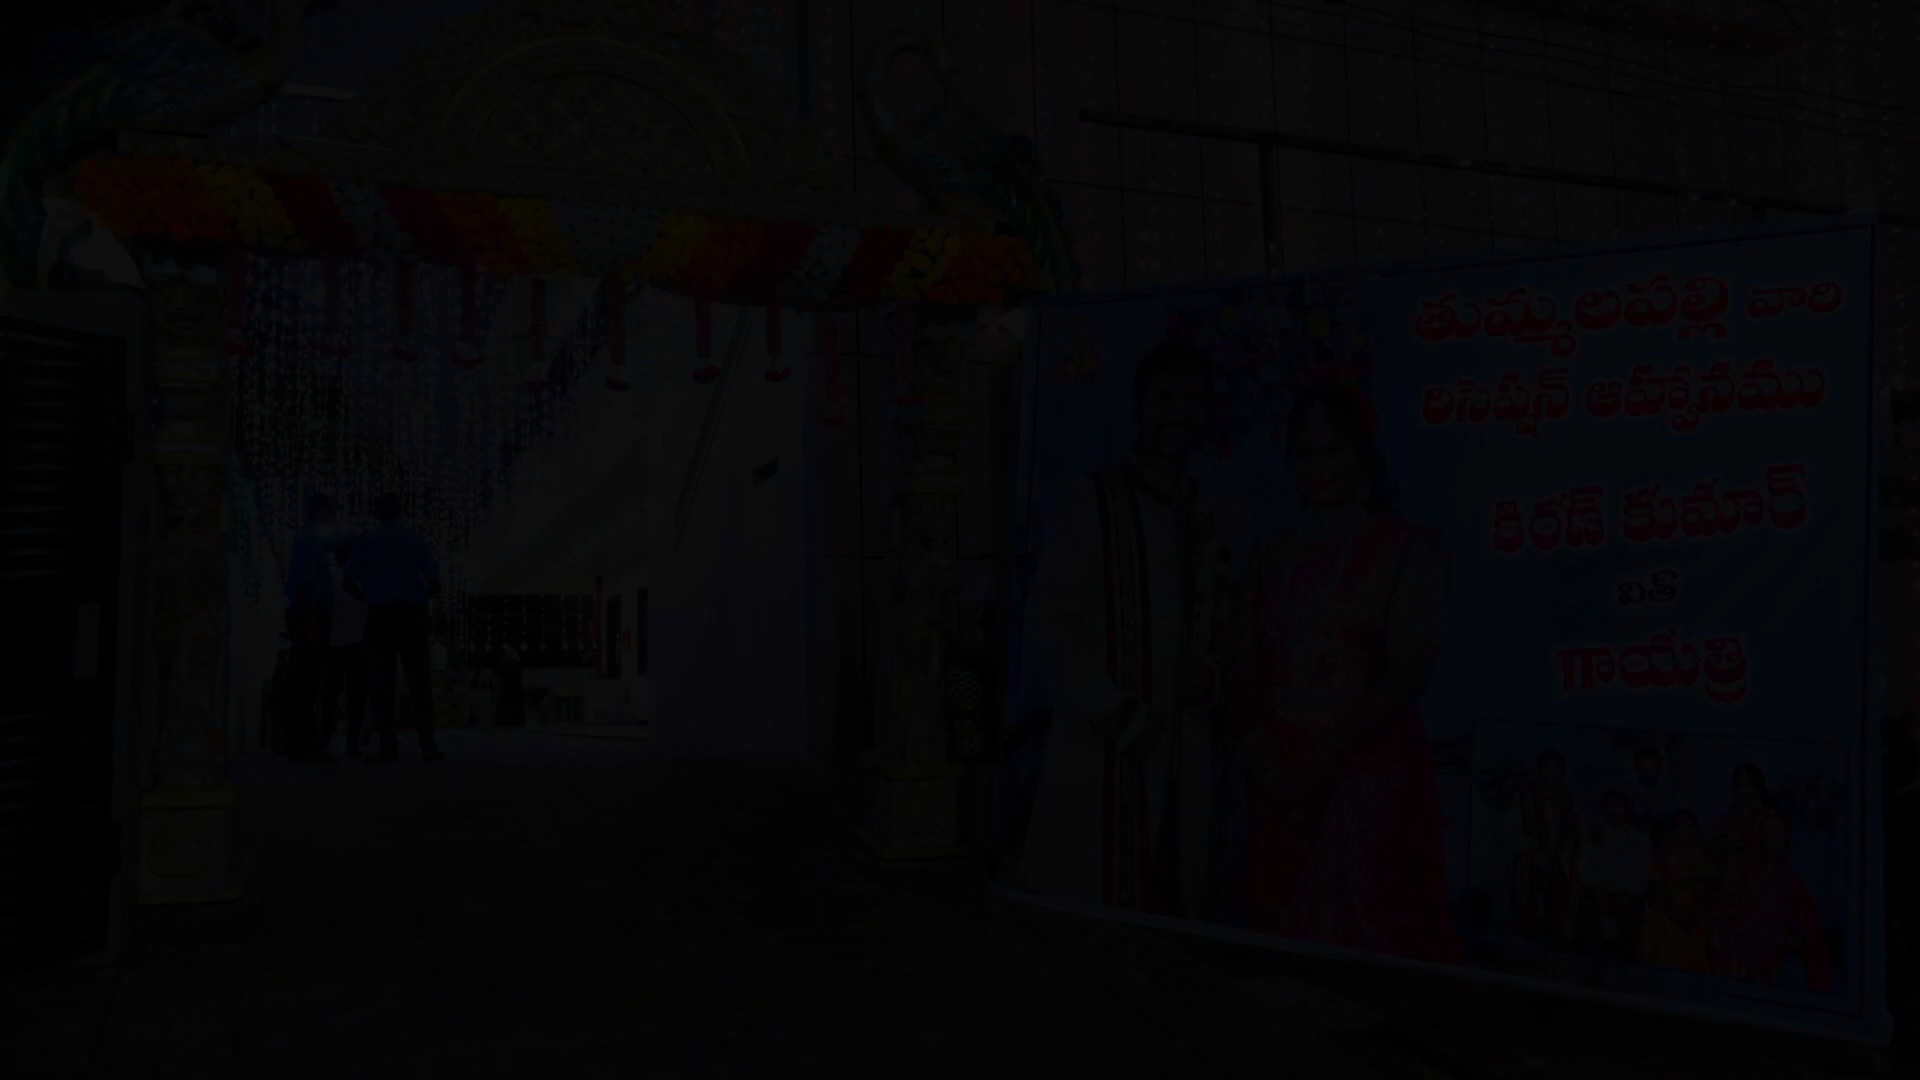 తుమ్మలపల్లి వారి
రిసెప్షన్ ఆహ్వానము
కిరణ్ కుమార్
విత్
గాయత్రి